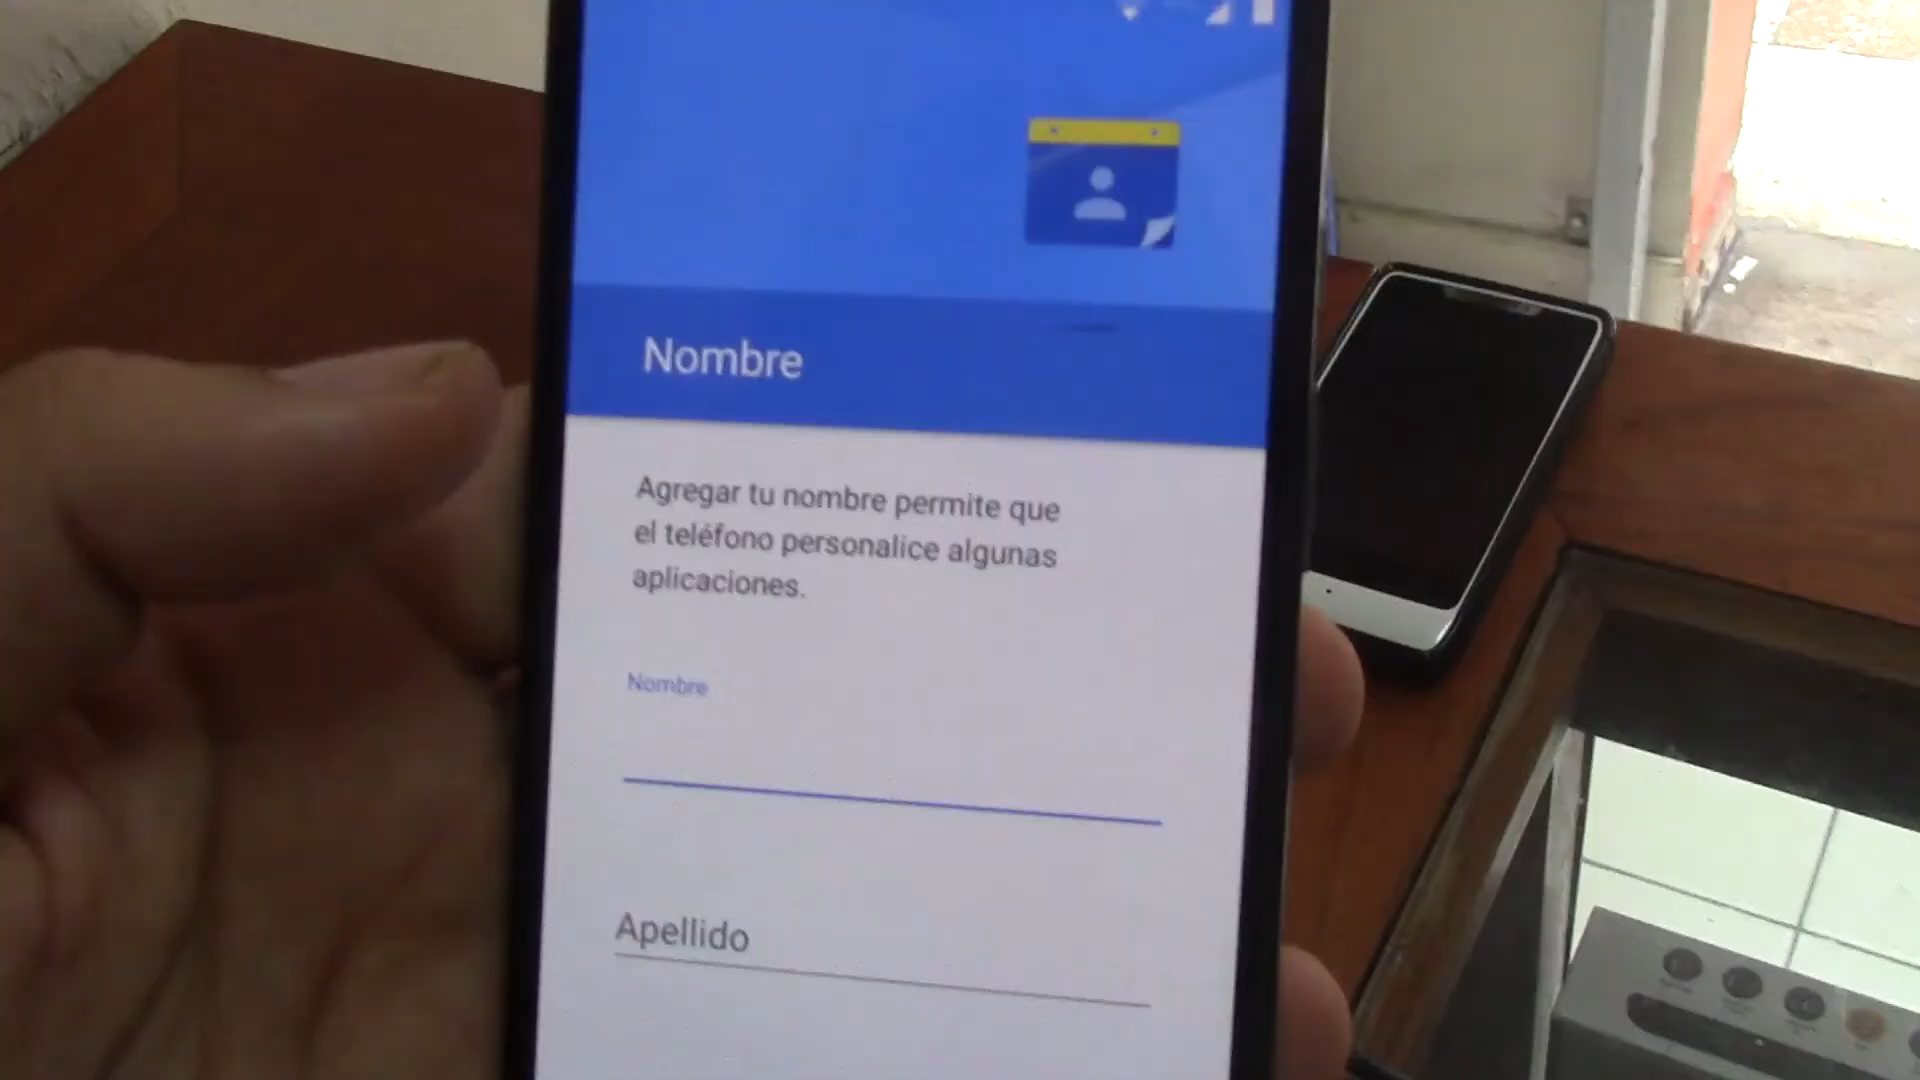 Nombre
Agregar tu nombre permite que
el teléfono personalice algunas
aplicaciones.
Nombre
Apellido